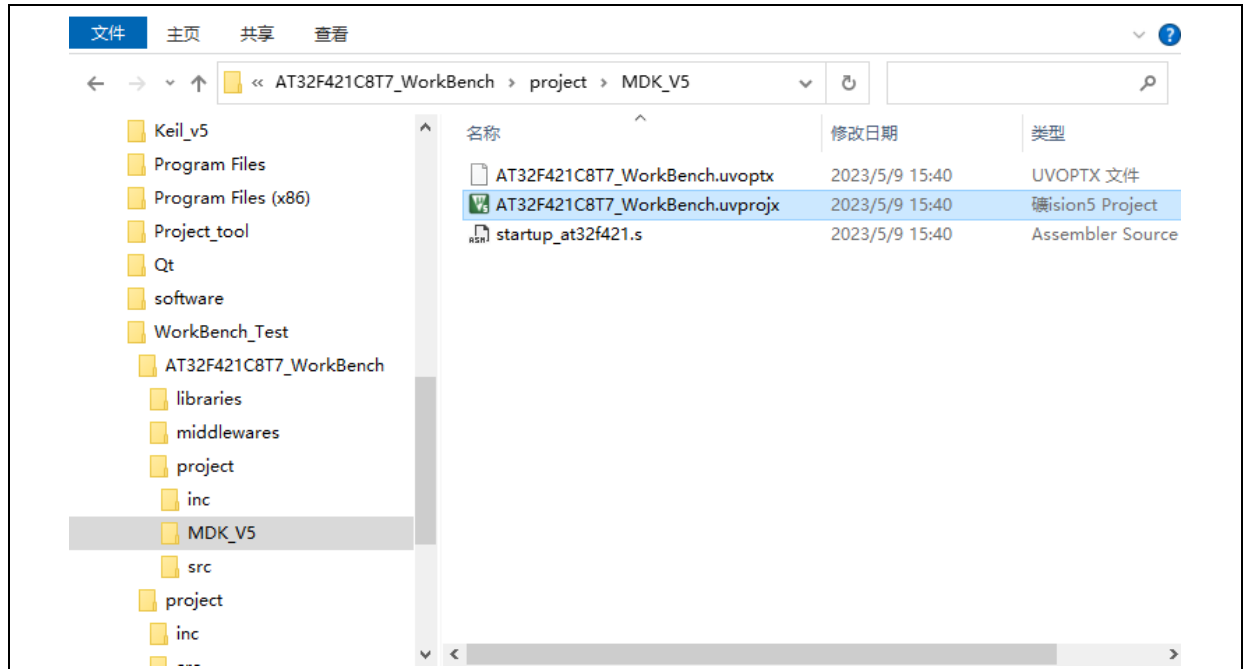 文件 主页 共享 查看 ?
« AT32F421C8T7_WorkBench > project > MDK_V5
Keil_v5
Program Files
Program Files (x86)
Project_tool
Qt
software
WorkBench_Test
AT32F421C8T7_WorkBench
libraries
middlewares
project
inc
MDK_V5
src
project
inc
名称 修改日期 类型
AT32F421C8T7_WorkBench.uvoptx 2023/5/9 15:40 UVOPTX 文件
AT32F421C8T7_WorkBench.uvprojx 2023/5/9 15:40 礦ision5 Project
ASM startup_at32f421.s 2023/5/9 15:40 Assembler Source